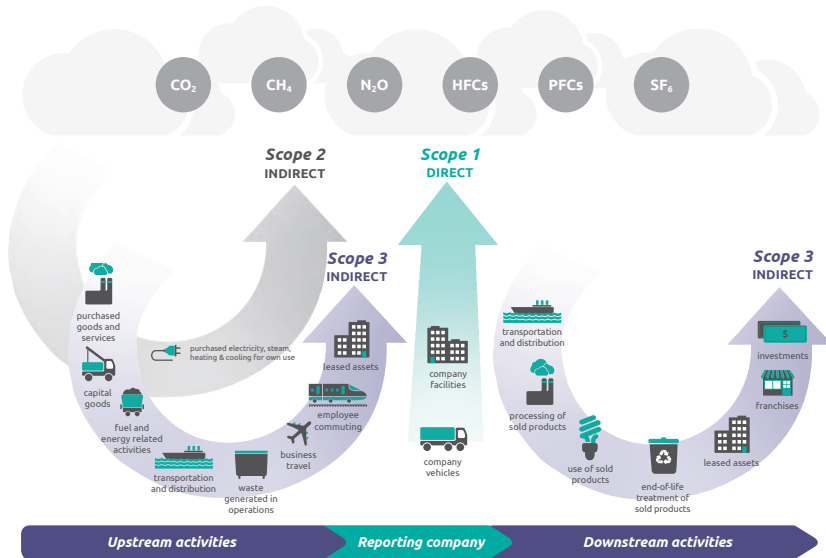 CO₂ CH₄ N₂O HFCs PFCs SF₆
Scope 2
INDIRECT
Scope 1
DIRECT
Scope 3
INDIRECT
Scope 3
INDIRECT
purchased
goods and
services
capital
goods
fuel and
energy related
activities
transportation
and distribution
waste
generated in
operations
business
travel
employee
commuting
leased assets
purchased electricity, steam,
heating & cooling for own use
company
facilities
company
vehicles
transportation
and distribution
processing of
sold products
use of sold
products
end-of-life
treatment of
sold products
leased assets
franchises
$
investments
Upstream activities
Reporting company
Downstream activities